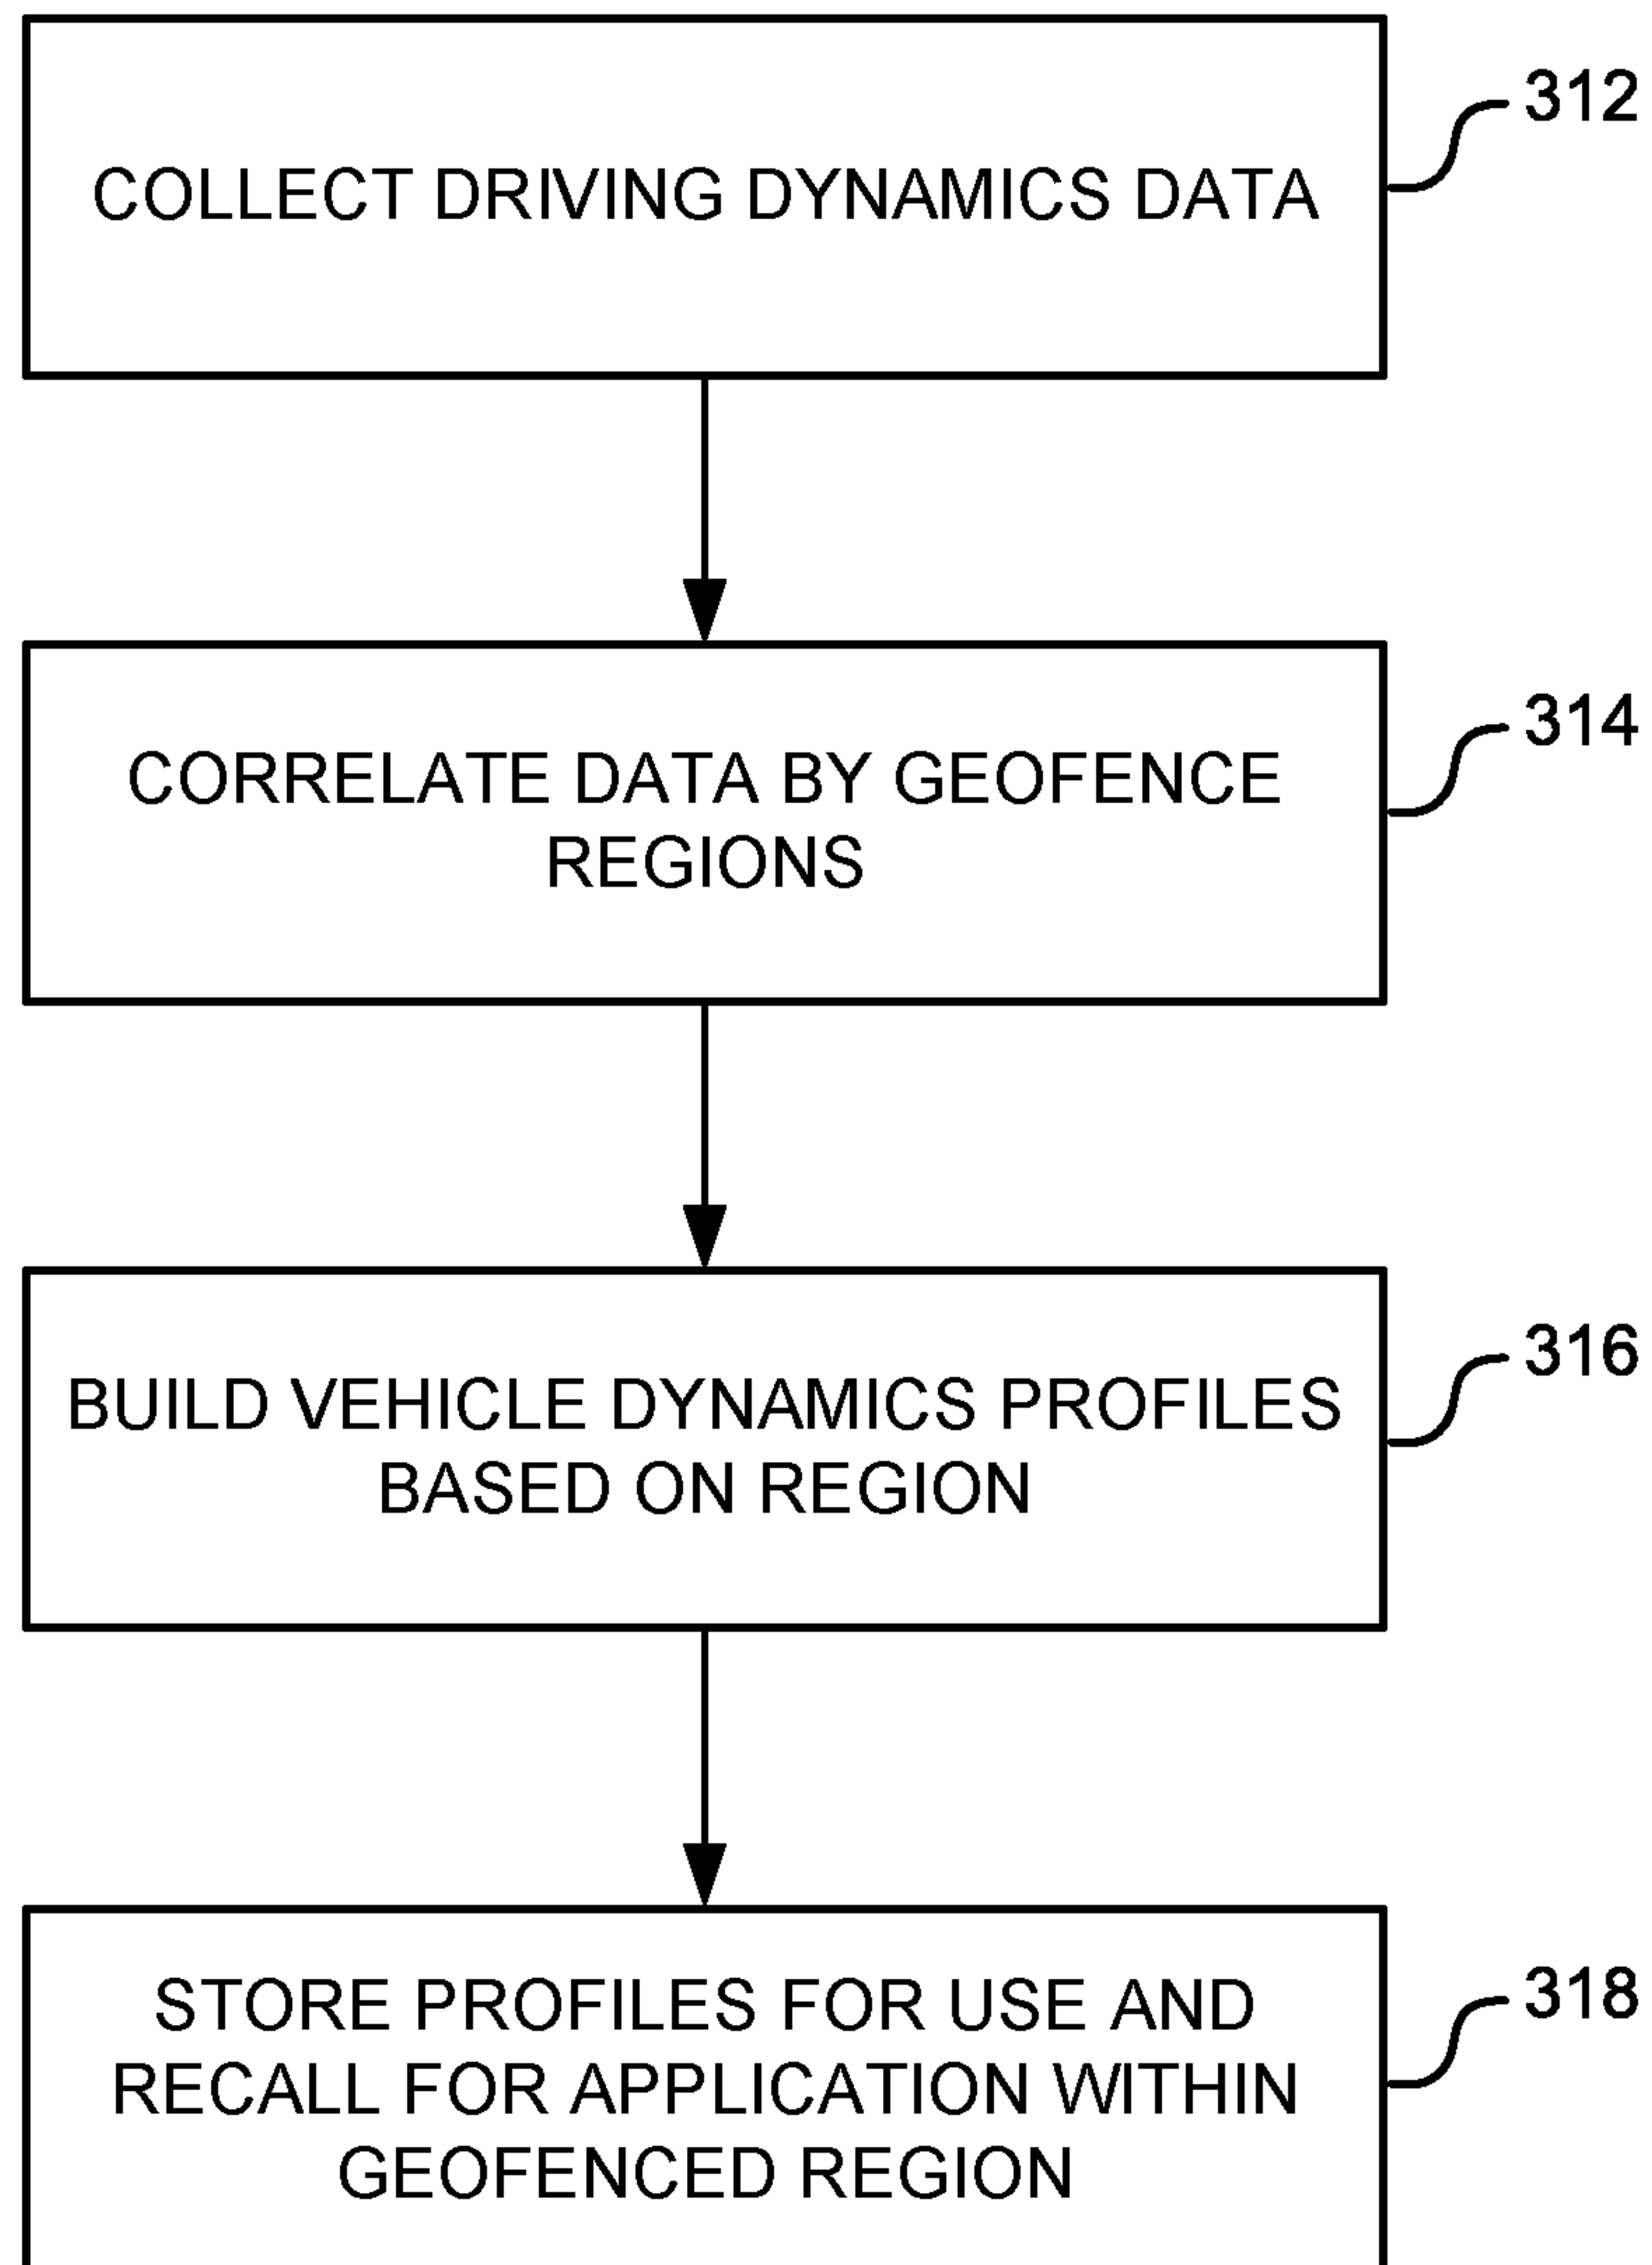 312
COLLECT DRIVING DYNAMICS DATA
314
CORRELATE DATA BY GEOFENCE
REGIONS
316
BUILD VEHICLE DYNAMICS PROFILES
BASED ON REGION
318
STORE PROFILES FOR USE AND
RECALL FOR APPLICATION WITHIN
GEOFENCED REGION